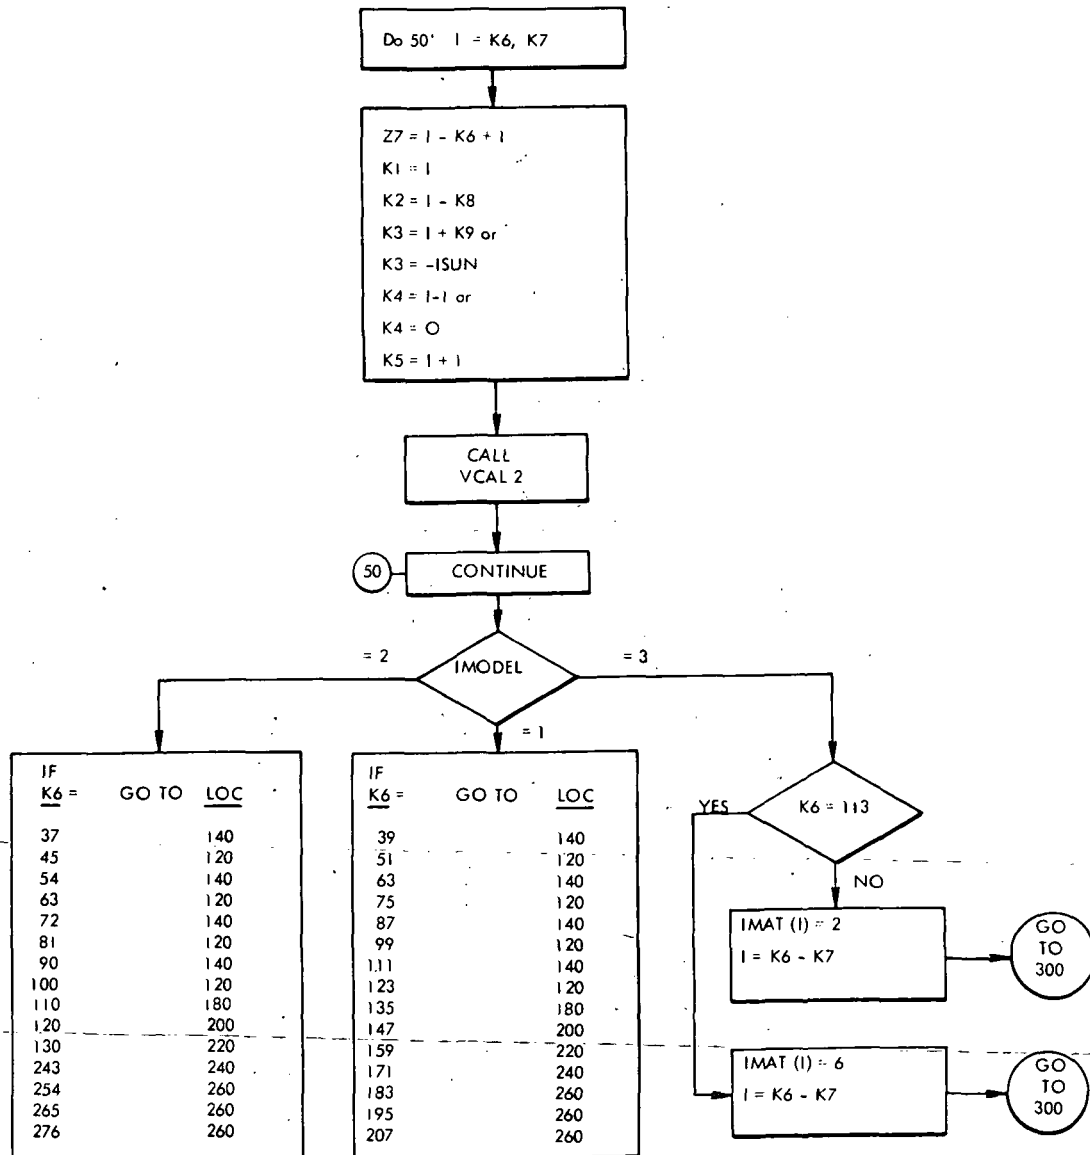 Do 50' I = K6, K7
Z7 = I - K6 + 1
K1 = I
K2 = I - K8
K3 = I + K9 or
K3 = -ISUN
K4 = I-1 or
K4 = O
K5 = I + 1
CALL
VCAL 2
50
CONTINUE
IMODEL
= 2
= 3
= 1
IF
K6 = GO TO LOC
37 140
45 120
54 140
63 120
72 140
81 120
90 140
100 120
110 180
120 200
130 220
243 240
254 260
265 260
276 260
IF
K6 = GO TO LOC
39 140
51 120
63 140
75 120
87 140
99 120
111 140
123 120
135 180
147 200
159 220
171 240
183 260
195 260
207 260
K6 = 113
YES
NO
IMAT (I) = 2
I = K6 - K7
GO
TO
300
IMAT (I) = 6
I = K6 - K7
GO
TO
300